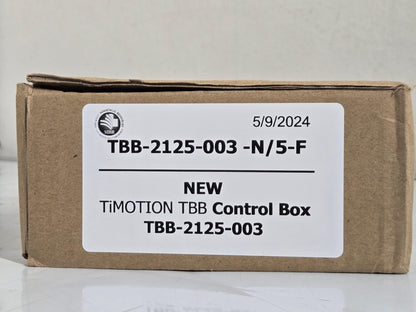 5/9/2024
TBB-2125-003 -N/5-F
NEW
TiMOTION TBB Control Box
TBB-2125-003